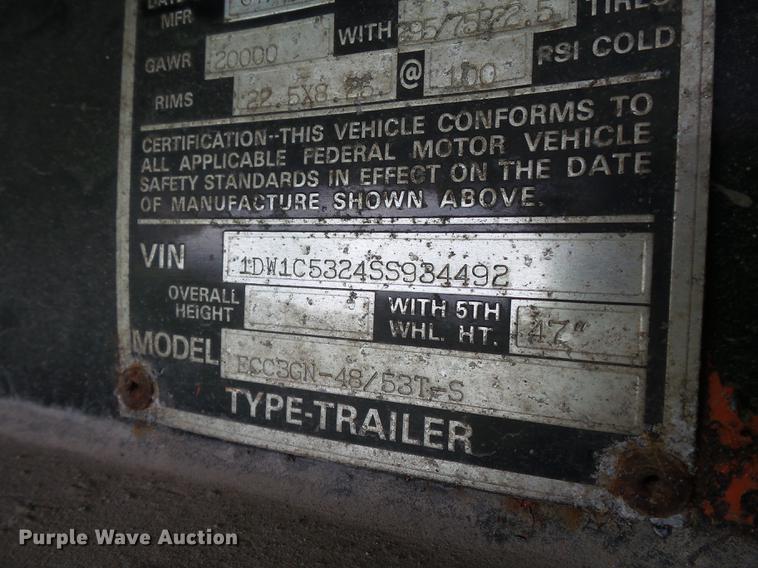 MFR
GAWR 20000 WITH 295/75R22.5 TIRES
RIMS 22.5X8.25 @ 100 PSI COLD
CERTIFICATION--THIS VEHICLE CONFORMS TO
ALL APPLICABLE FEDERAL MOTOR VEHICLE
SAFETY STANDARDS IN EFFECT ON THE DATE
OF MANUFACTURE SHOWN ABOVE.
VIN 1DW1C5324SS934492
OVERALL HEIGHT WITH 5TH WHL. HT. 47"
MODEL ECC3GN-48/53T-S
TYPE-TRAILER
Purple Wave Auction